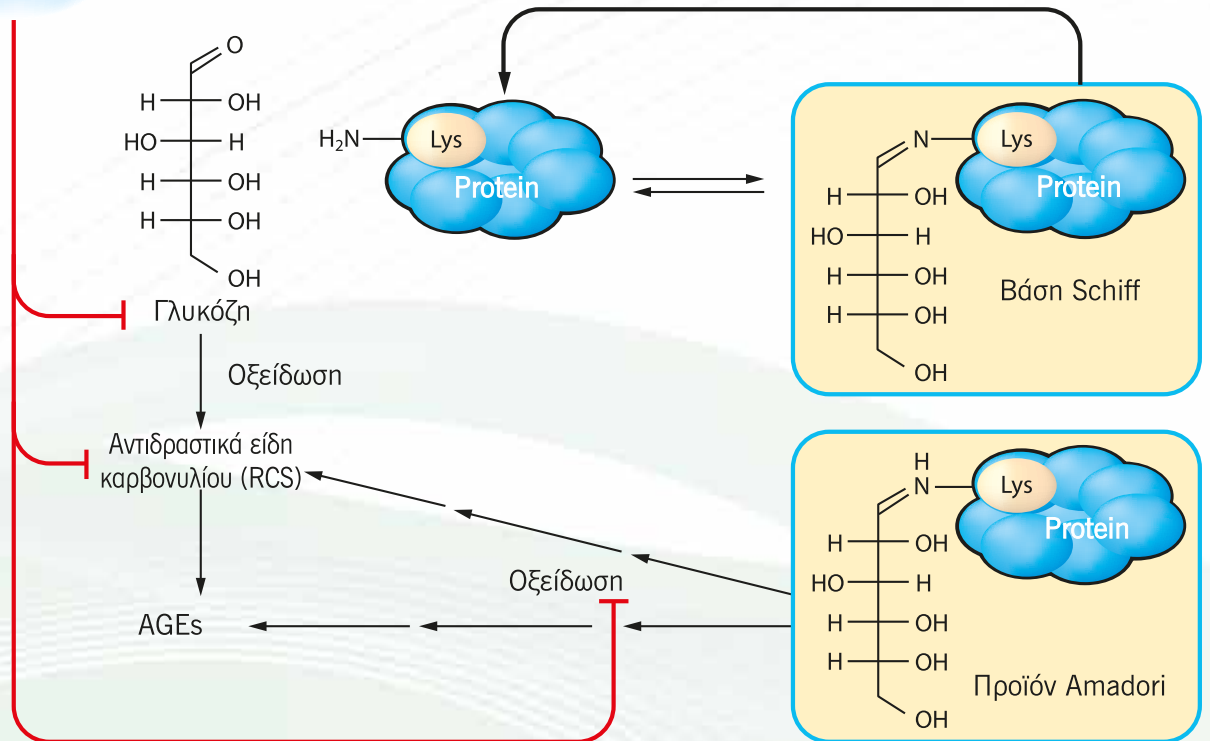 O
H OH
HO H
H OH
H OH
OH
Γλυκόζη
H₂N Lys
Protein
N Lys
Protein
H OH
HO H
H OH
H OH
OH
Βάση Schiff
Οξείδωση
Αντιδραστικά είδη
καρβονυλίου (RCS)
Οξείδωση
AGEs
H
N Lys
Protein
H OH
HO H
H OH
H OH
OH
Προϊόν Amadori